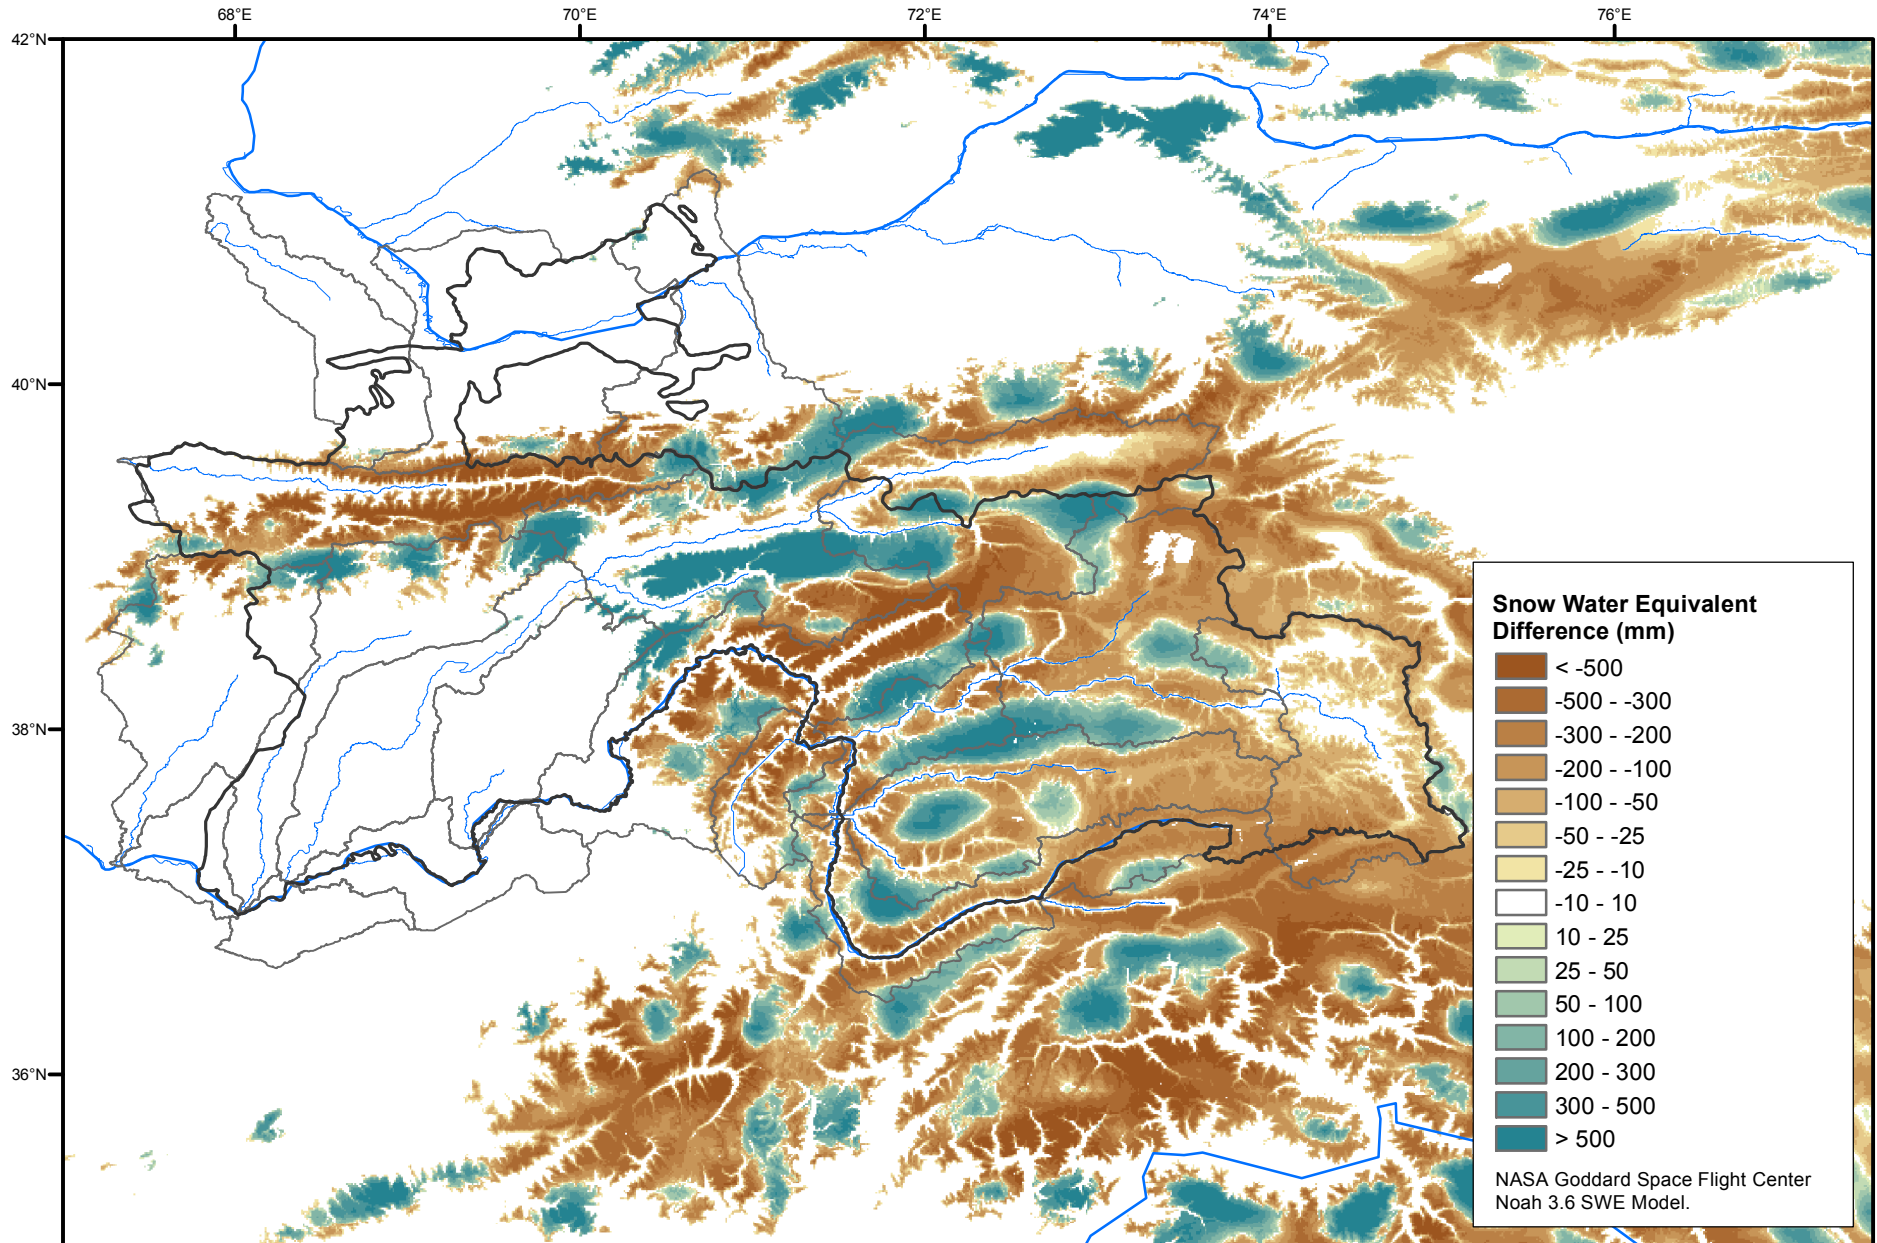 68°E 70°E 72°E 74°E 76°E
42°N
40°N
38°N
36°N
Snow Water Equivalent
Difference (mm)
< -500
-500 - -300
-300 - -200
-200 - -100
-100 - -50
-50 - -25
-25 - -10
-10 - 10
10 - 25
25 - 50
50 - 100
100 - 200
200 - 300
300 - 500
> 500
NASA Goddard Space Flight Center
Noah 3.6 SWE Model.